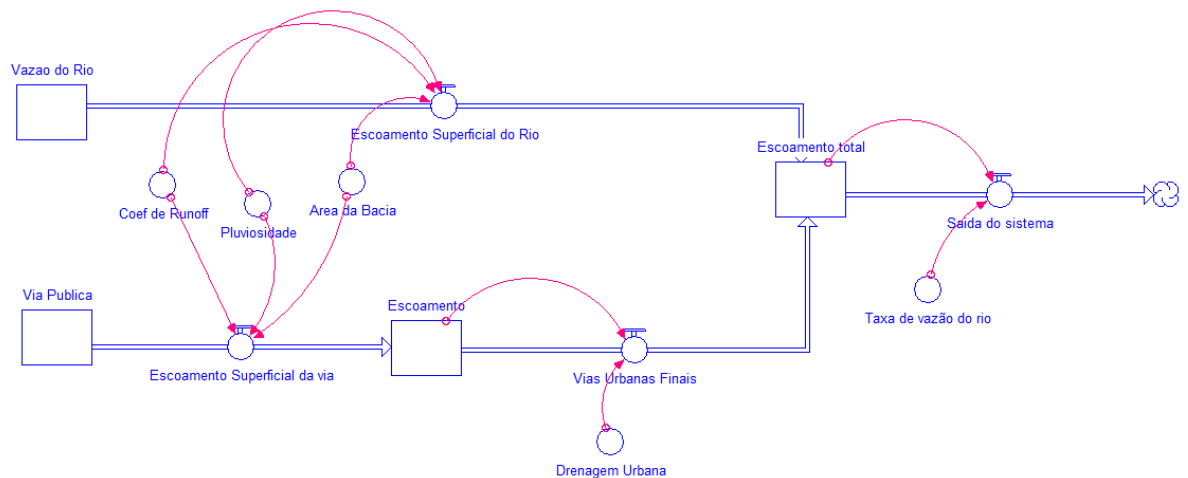 Vazao do Rio
Escoamento Superficial do Rio
Escoamento total
Coef de Runoff
Pluviosidade
Area da Bacia
Saida do sistema
Via Publica
Escoamento
Taxa de vazão do rio
Escoamento Superficial da via
Vias Urbanas Finais
Drenagem Urbana